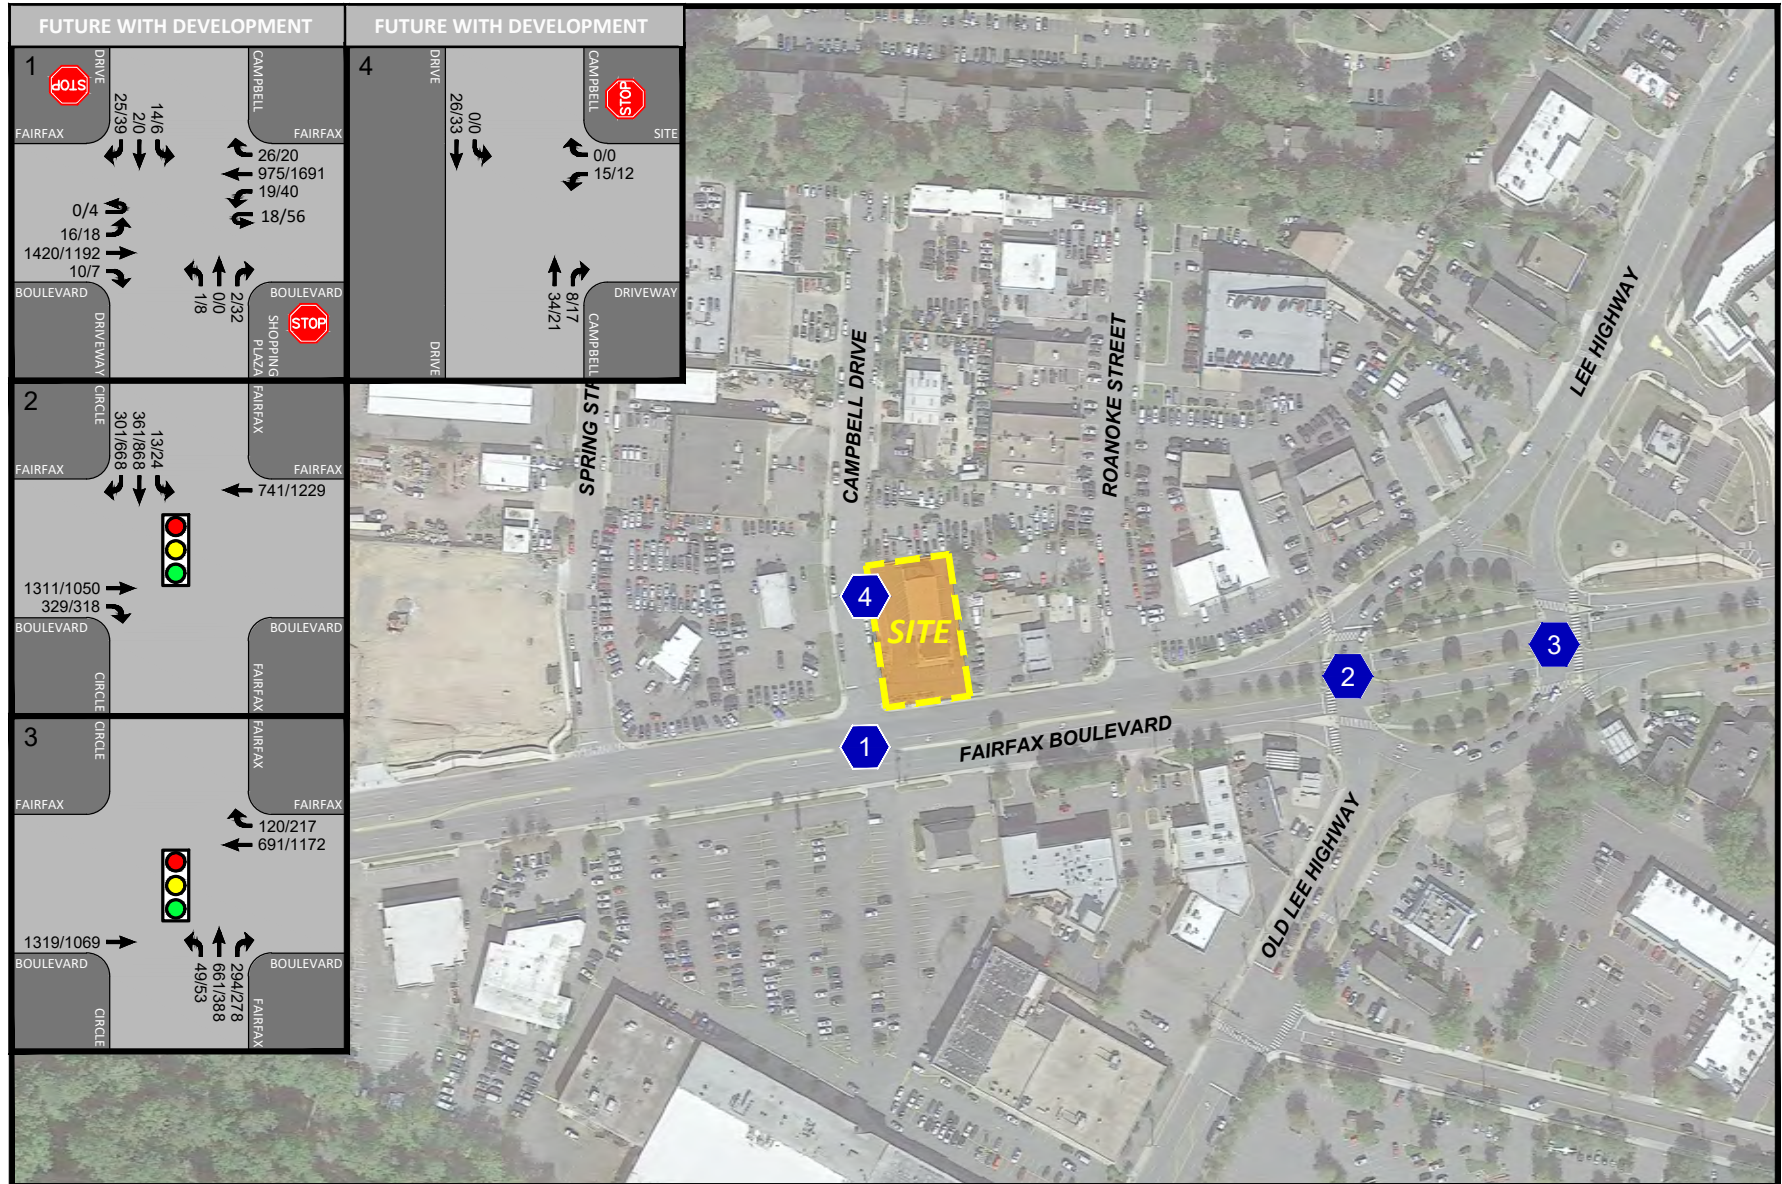 FUTURE WITH DEVELOPMENT
1
STOP
DRIVE
CAMPBELL
FAIRFAX
FAIRFAX
25/39
2/0
14/6
26/20
975/1691
19/40
18/56
0/4
16/18
1420/1192
10/7
1/8
0/0
2/32
BOULEVARD
BOULEVARD
DRIVEWAY
SHOPPING
PLAZA
STOP
2
CIRCLE
FAIRFAX
FAIRFAX
FAIRFAX
301/668
361/868
13/24
741/1229
1311/1050
329/318
BOULEVARD
BOULEVARD
CIRCLE
FAIRFAX
3
CIRCLE
FAIRFAX
FAIRFAX
FAIRFAX
120/217
691/1172
1319/1069
49/53
661/388
294/278
BOULEVARD
BOULEVARD
CIRCLE
FAIRFAX
FUTURE WITH DEVELOPMENT
4
DRIVE
CAMPBELL
STOP
SITE
26/33
0/0
0/0
15/12
34/21
8/17
DRIVEWAY
DRIVE
CAMPBELL
SPRING STR
CAMPBELL DRIVE
ROANOKE STREET
LEE HIGHWAY
4
SITE
1
2
3
FAIRFAX BOULEVARD
OLD LEE HIGHWAY